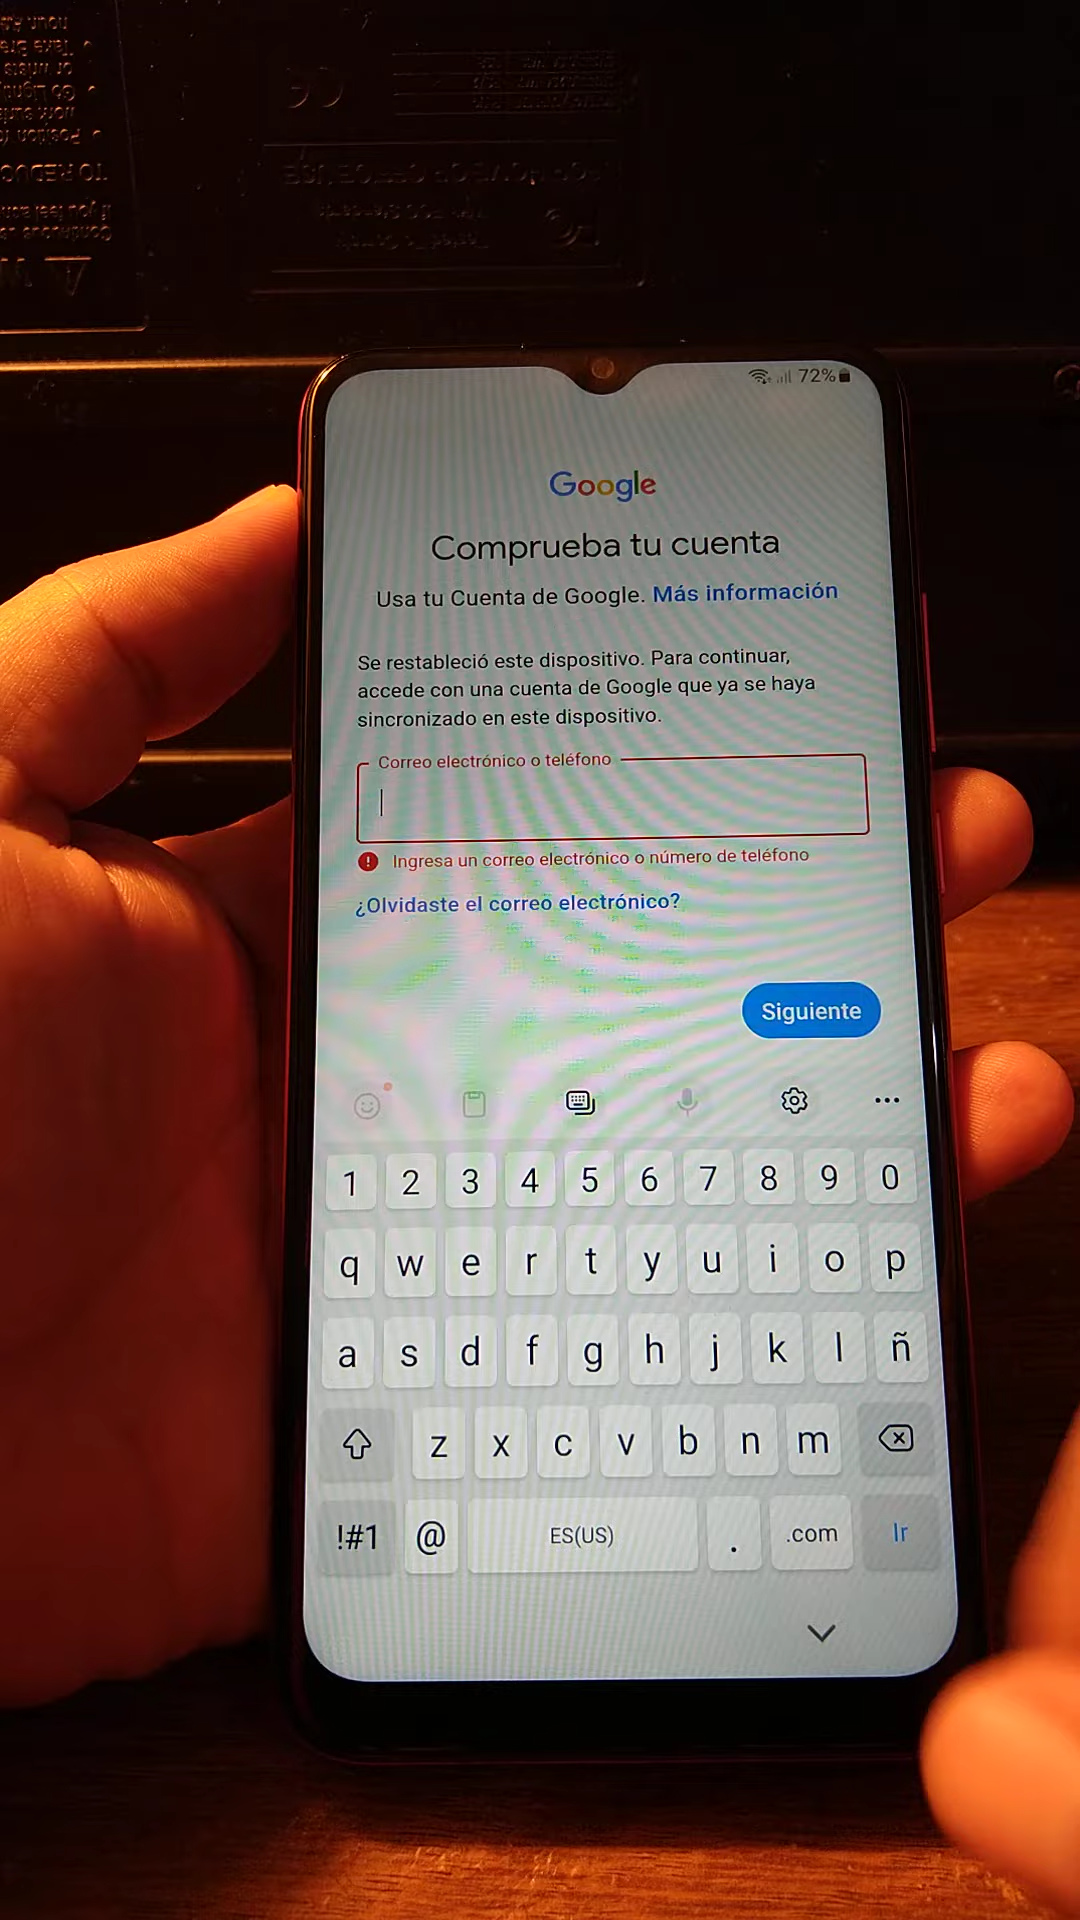 72%
Google
Comprueba tu cuenta
Usa tu Cuenta de Google. Más información
Se restableció este dispositivo. Para continuar,
accede con una cuenta de Google que ya se haya
sincronizado en este dispositivo.
Correo electrónico o teléfono
Ingresa un correo electrónico o número de teléfono
¿Olvidaste el correo electrónico?
Siguiente
1 2 3 4 5 6 7 8 9 0
q w e r t y u i o p
a s d f g h j k l ñ
z x c v b n m
!#1 @ ES(US) . .com Ir